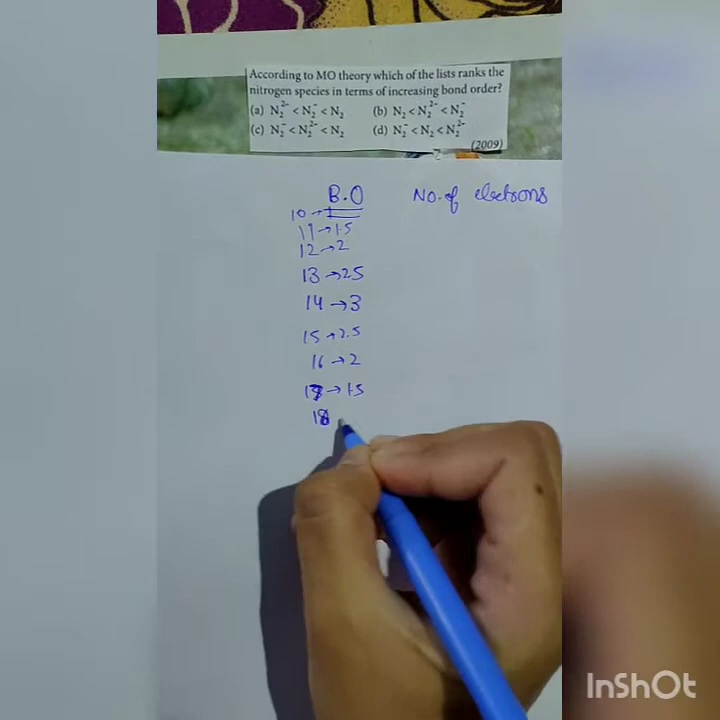 According to MO theory which of the lists ranks the
nitrogen species in terms of increasing bond order?
(a) N₂²⁻ < N₂⁻ < N₂ (b) N₂ < N₂²⁻ < N₂⁻
(c) N₂⁻ < N₂²⁻ < N₂ (d) N₂⁻ < N₂ < N₂²⁻
(2009)
B.O No. of electrons
10 → 1
11 → 1.5
12 → 2
13 → 25
14 → 3
15 → 2.5
16 → 2
17 → 1.5
18
InShOt